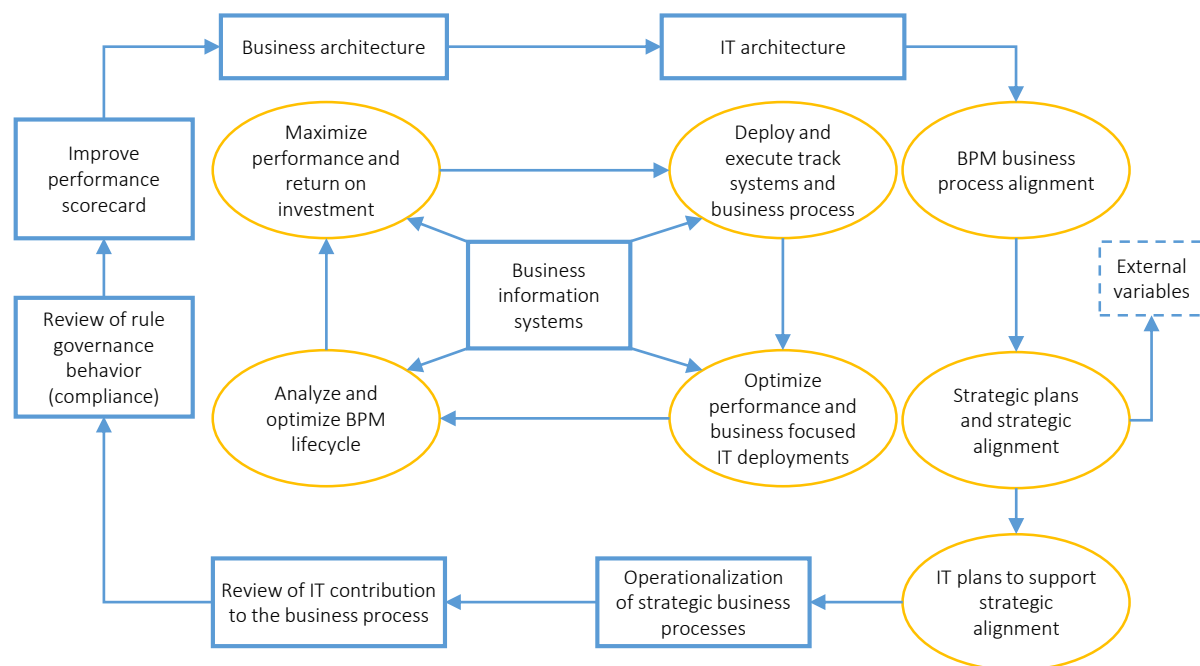 Business architecture
IT architecture
Improve
performance
scorecard
Maximize
performance and
return on
investment
Deploy and
execute track
systems and
business process
BPM business
process alignment
Business
information
systems
External
variables
Review of rule
governance
behavior
(compliance)
Analyze and
optimize BPM
lifecycle
Optimize
performance and
business focused
IT deployments
Strategic plans
and strategic
alignment
Review of IT contribution
to the business process
Operationalization
of strategic business
processes
IT plans to support
strategic
alignment